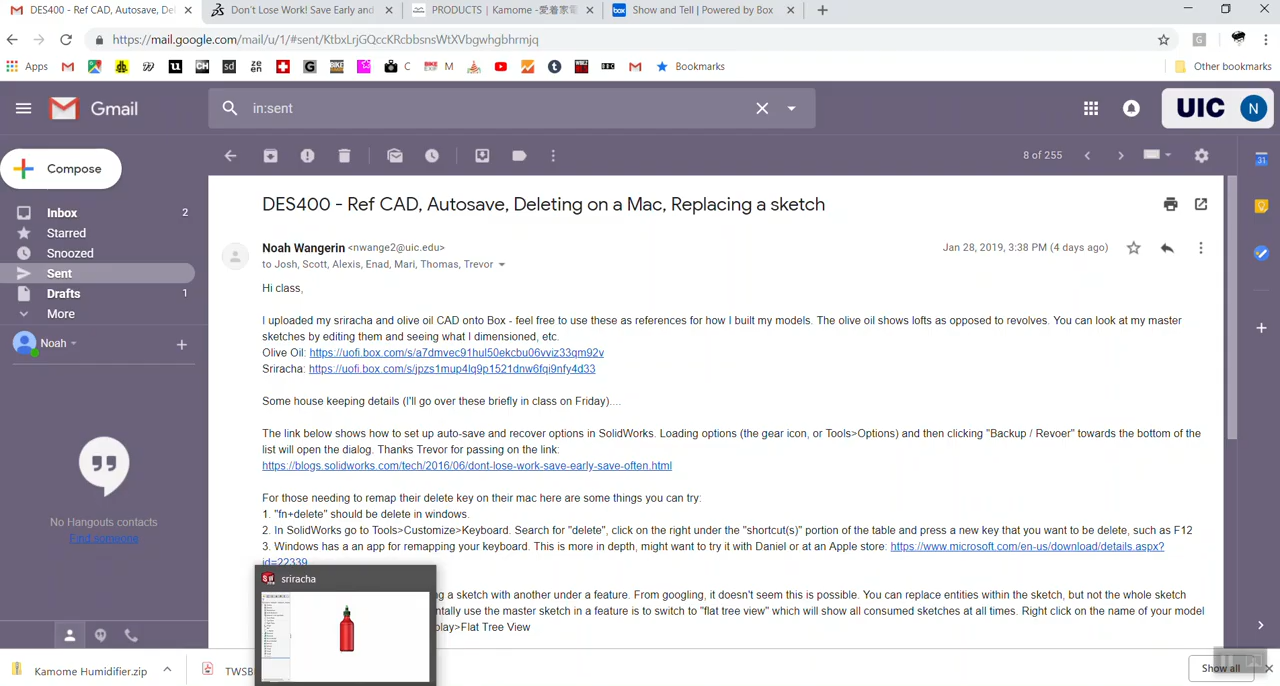 DES400 - Ref CAD, Autosave, Del
Don't Lose Work! Save Early and
PRODUCTS | Kamome -愛着家電
Show and Tell | Powered by Box
https://mail.google.com/mail/u/1/#sent/KtbxLrjGQccKRcbbsnsWtXVbgwhgbhrmjq
Apps
C
M
Bookmarks
Other bookmarks
Gmail
in:sent
UIC N
Compose
8 of 255
Inbox 2
Starred
Snoozed
Sent
Drafts 1
More
Noah
No Hangouts contacts
Find someone
DES400 - Ref CAD, Autosave, Deleting on a Mac, Replacing a sketch
Noah Wangerin <nwange2@uic.edu>
Jan 28, 2019, 3:38 PM (4 days ago)
to Josh, Scott, Alexis, Enad, Mari, Thomas, Trevor
Hi class,
I uploaded my sriracha and olive oil CAD onto Box - feel free to use these as references for how I built my models. The olive oil shows lofts as opposed to revolves. You can look at my master
sketches by editing them and seeing what I dimensioned, etc.
Olive Oil: https://uofi.box.com/s/a7dmvec91hul50ekcbu06vviz33qm92v
Sriracha: https://uofi.box.com/s/jpzs1mup4lq9p1521dnw6fqi9nfy4d33
Some house keeping details (I'll go over these briefly in class on Friday)....
The link below shows how to set up auto-save and recover options in SolidWorks. Loading options (the gear icon, or Tools>Options) and then clicking "Backup / Revoer" towards the bottom of the
list will open the dialog. Thanks Trevor for passing on the link:
https://blogs.solidworks.com/tech/2016/06/dont-lose-work-save-early-save-often.html
For those needing to remap their delete key on their mac here are some things you can try:
1. "fn+delete" should be delete in windows.
2. In SolidWorks go to Tools>Customize>Keyboard. Search for "delete", click on the right under the "shortcut(s)" portion of the table and press a new key that you want to be delete, such as F12
3. Windows has a an app for remapping your keyboard. This is more in depth, might want to try it with Daniel or at an Apple store: https://www.microsoft.com/en-us/download/details.aspx?
id=22339
g a sketch with another under a feature. From googling, it doesn't seem this is possible. You can replace entities within the sketch, but not the whole sketch
ally use the mastersketch in a feature is to switch to "flat tree view" which will show all consumed sketches at all times. Right click on the name of your model
play>Flat Tree View
sriracha
Kamome Humidifier.zip
TWSB
Show all